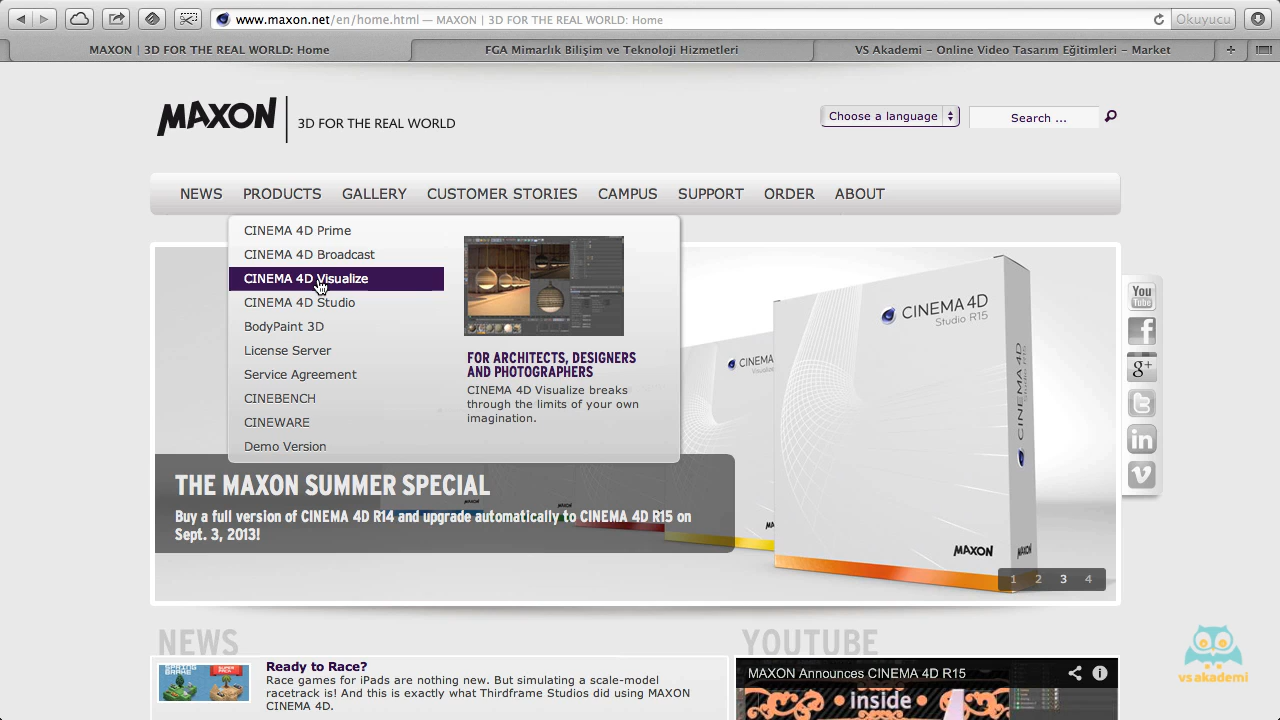 www.maxon.net/en/home.html — MAXON | 3D FOR THE REAL WORLD: Home
Okuyucu
MAXON | 3D FOR THE REAL WORLD: Home
FGA Mimarlık Bilişim ve Teknoloji Hizmetleri
VS Akademi – Online Video Tasarım Eğitimleri – Market
MAXON
3D FOR THE REAL WORLD
Choose a language
Search ...
NEWS PRODUCTS GALLERY CUSTOMER STORIES CAMPUS SUPPORT ORDER ABOUT
CINEMA 4D Prime
CINEMA 4D Broadcast
CINEMA 4D Visualize
CINEMA 4D Studio
BodyPaint 3D
License Server
Service Agreement
CINEBENCH
CINEWARE
Demo Version
FOR ARCHITECTS, DESIGNERS
AND PHOTOGRAPHERS
CINEMA 4D Visualize breaks
through the limits of your own
imagination.
CINEMA 4D
Studio R15
CINEMA 4D
MAXON
MAXON
You
Tube
f
g+
t
in
v
THE MAXON SUMMER SPECIAL
Buy a full version of CINEMA 4D R14 and upgrade automatically to CINEMA 4D R15 on
Sept. 3, 2013!
1 2 3 4
NEWS
YOUTUBE
Ready to Race?
for iPads are nothing new. But simulating a scale-model
And this is exactly what Thirdframe Studios did using MAXON
CINEMA
MAXON Announces CINEMA 4D R15
inside
vsakademi